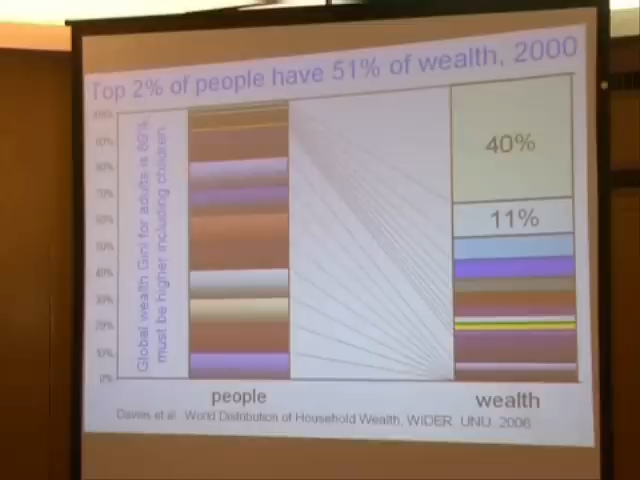 Top 2% of people have 51% of wealth, 2000
Global wealth Gini for adults is 89%,
must be higher including children.
100%
90%
80%
70%
60%
50%
40%
30%
20%
10%
0%
40%
11%
people
wealth
Davies et al. World Distribution of Household Wealth, WIDER. UNU. 2006